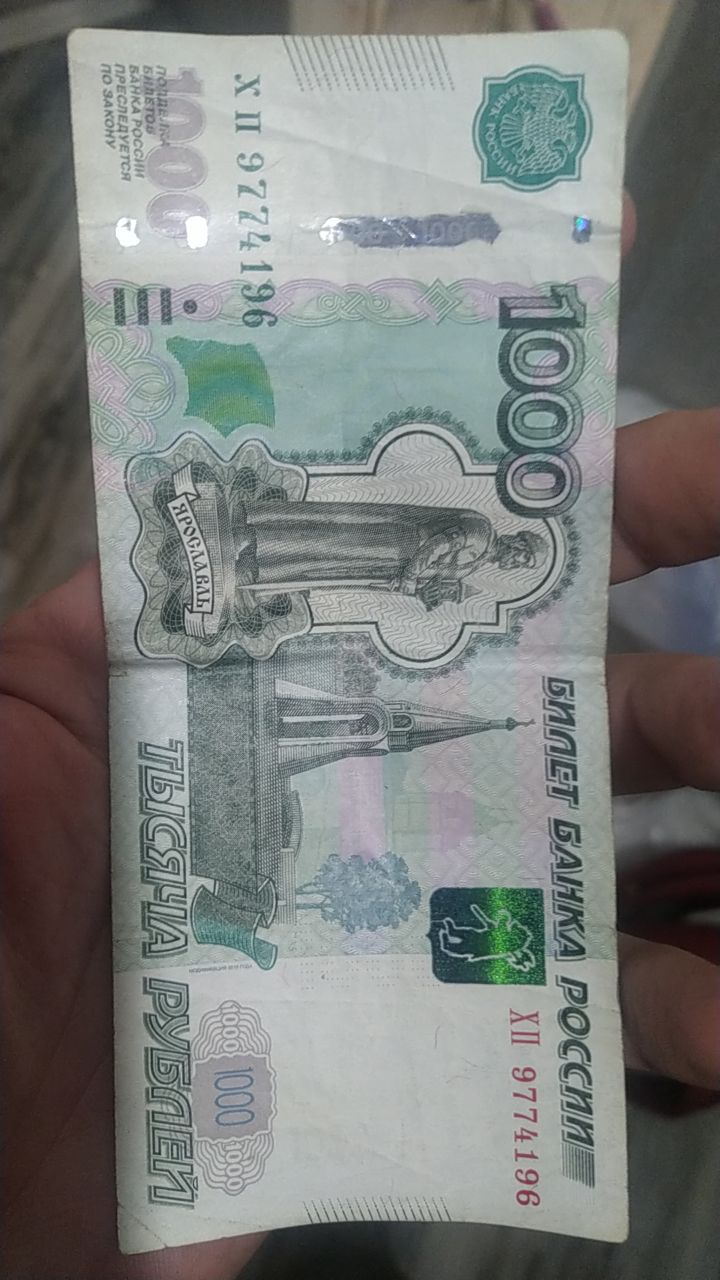 БИЛЕТ БАНКА РОССИИ
1000
БАНК РОССИИ
ХП 9774196
ХП 9774196
ЯРОСЛАВЛЬ
1000 1000 1000
1000
ТЫСЯЧА РУБЛЕЙ
ПОДДЕЛКА
БИЛЕТОВ
БАНКА РОССИИ
ПРЕСЛЕДУЕТСЯ
ПО ЗАКОНУ